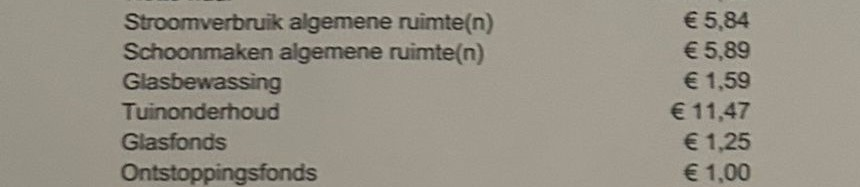 Stroomverbruik algemene ruimte(n) € 5,84
Schoonmaken algemene ruimte(n) € 5,89
Glasbewassing € 1,59
Tuinonderhoud € 11,47
Glasfonds € 1,25
Ontstoppingsfonds € 1,00